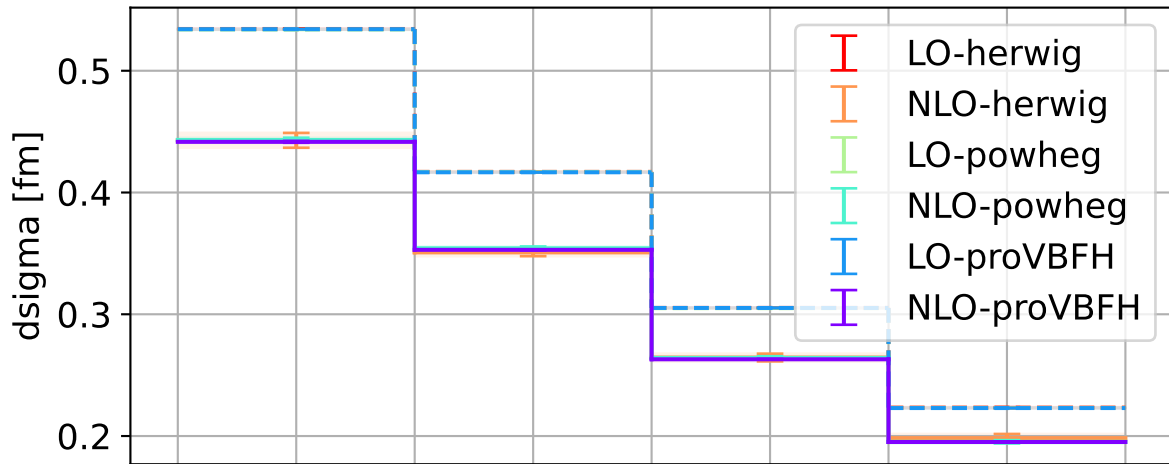 dsigma [fm]
0.5
0.4
0.3
0.2
LO-herwig
NLO-herwig
LO-powheg
NLO-powheg
LO-proVBFH
NLO-proVBFH